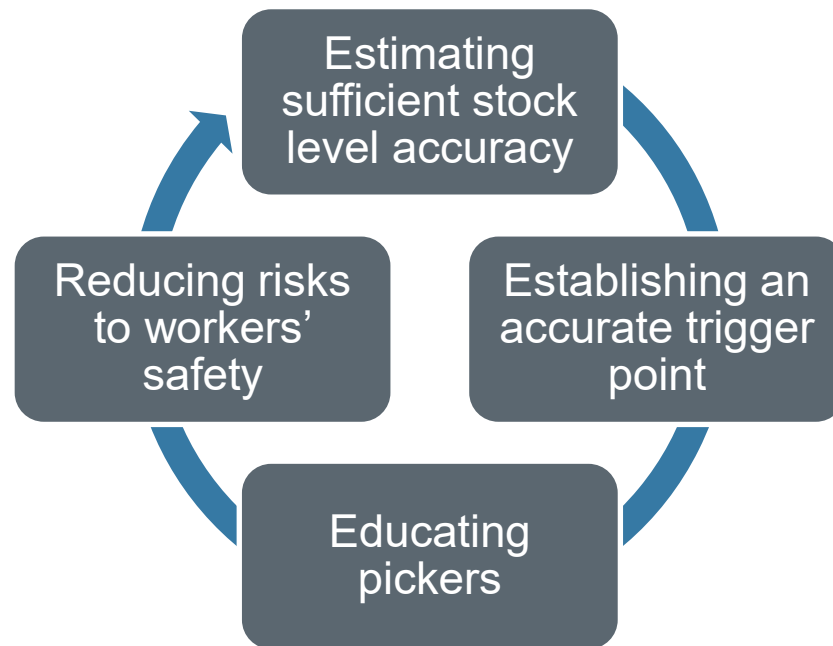 Estimating
sufficient stock
level accuracy
Establishing an
accurate trigger
point
Educating
pickers
Reducing risks
to workers’
safety